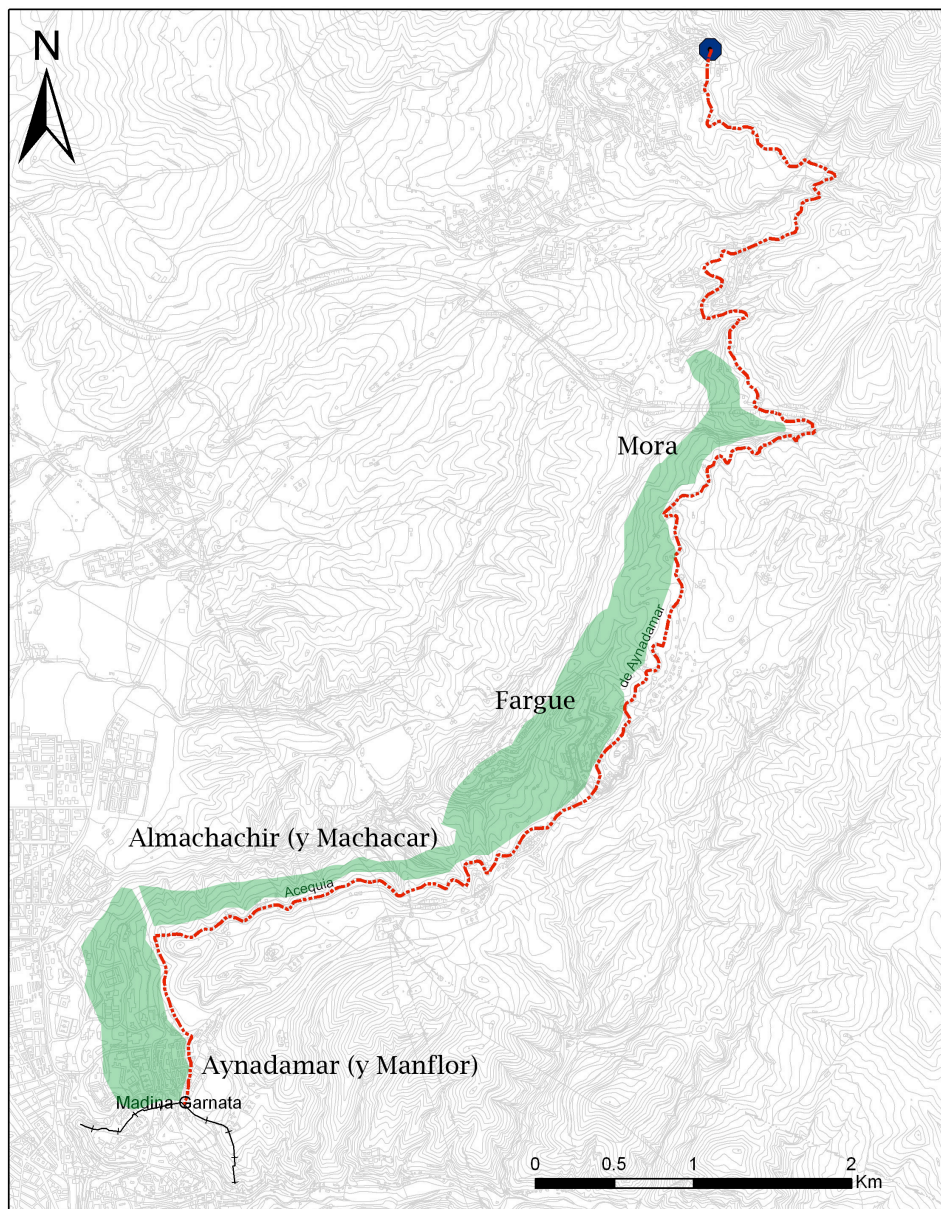 N
Mora
de Aynadamar
Fargue
Almachachir (y Machacar)
Acequia
Aynadamar (y Manflor)
Madina Garnata
0 0.5 1 2
Km